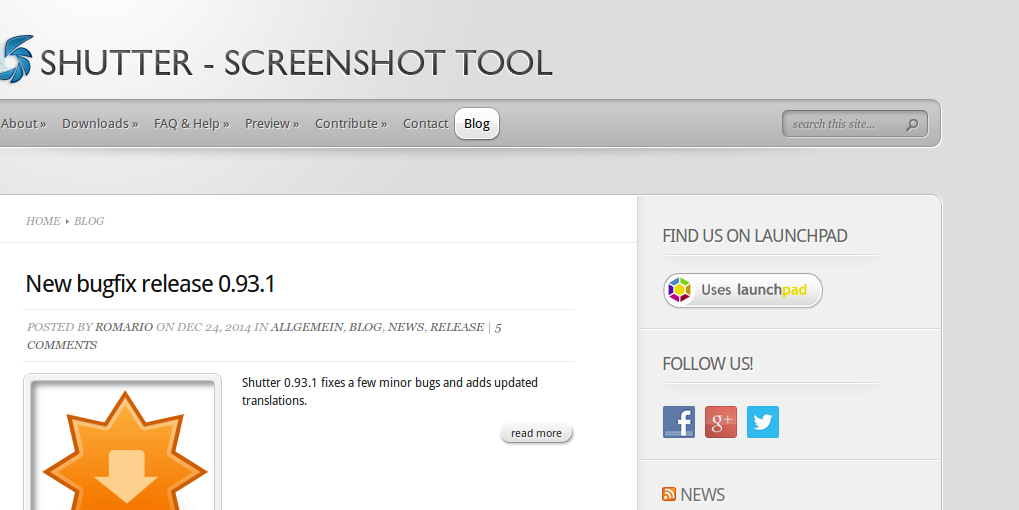 SHUTTER - SCREENSHOT TOOL
About » Downloads » FAQ & Help » Preview » Contribute » Contact Blog
search this site...
HOME BLOG
New bugfix release 0.93.1
POSTED BY ROMARIO ON DEC 24, 2014 IN ALLGEMEIN, BLOG, NEWS, RELEASE | 5
COMMENTS
Shutter 0.93.1 fixes a few minor bugs and adds updated
translations.
read more
FIND US ON LAUNCHPAD
Uses launchpad
FOLLOW US!
f g+
NEWS